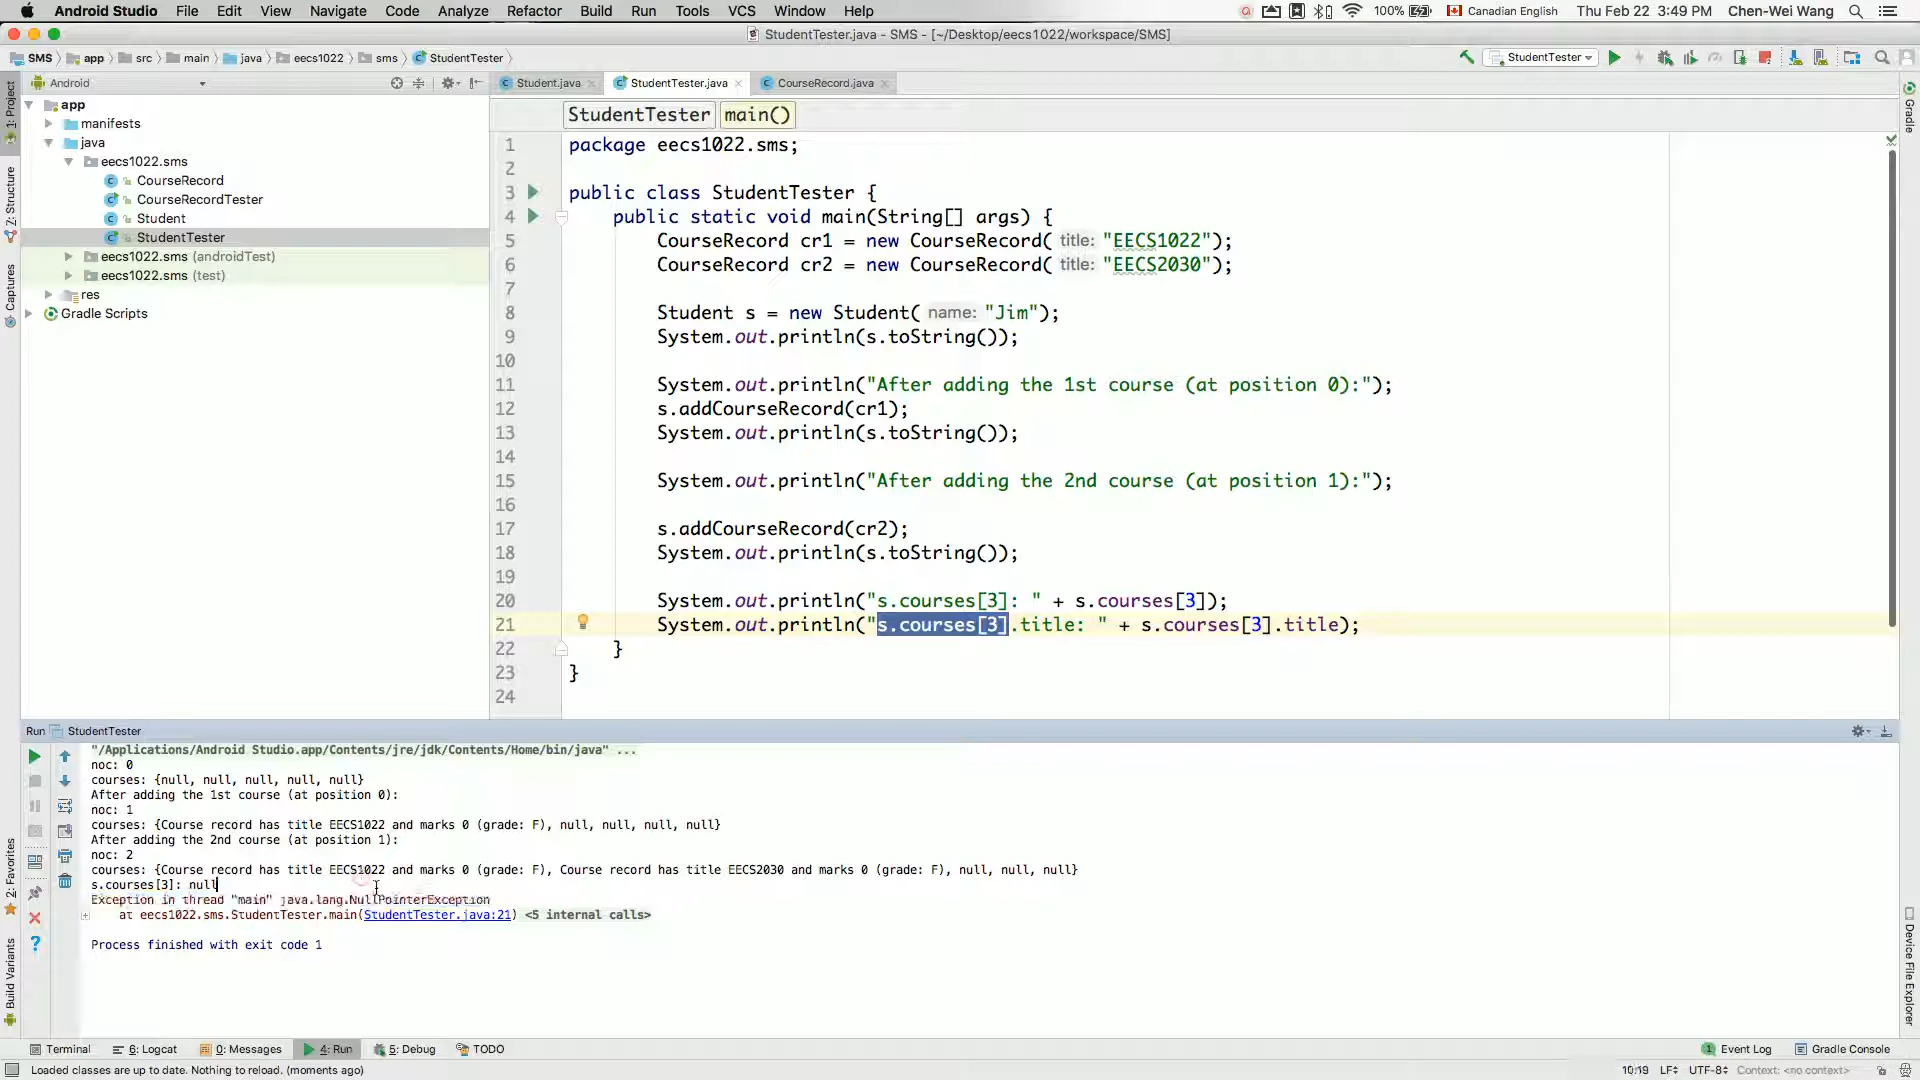 Android Studio File Edit View Navigate Code Analyze Refactor Build Run Tools VCS Window Help 100% Canadian English Thu Feb 22 3:49 PM Chen-Wei Wang
StudentTester.java - SMS - [~/Desktop/eecs1022/workspace/SMS]
SMS app src main java eecs1022 sms StudentTester StudentTester
Android Student.java StudentTester.java CourseRecord.java
StudentTester main()
1: Project
Z: Structure
Captures
2: Favorites
Build Variants
app
manifests
java
eecs1022.sms
CourseRecord
CourseRecordTester
Student
StudentTester
eecs1022.sms (androidTest)
eecs1022.sms (test)
res
Gradle Scripts
1 package eecs1022.sms;
2
3 public class StudentTester {
4 public static void main(String[] args) {
5 CourseRecord cr1 = new CourseRecord( title: "EECS1022");
6 CourseRecord cr2 = new CourseRecord( title: "EECS2030");
7
8 Student s = new Student( name: "Jim");
9 System.out.println(s.toString());
10
11 System.out.println("After adding the 1st course (at position 0):");
12 s.addCourseRecord(cr1);
13 System.out.println(s.toString());
14
15 System.out.println("After adding the 2nd course (at position 1):");
16
17 s.addCourseRecord(cr2);
18 System.out.println(s.toString());
19
20 System.out.println("s.courses[3]: " + s.courses[3]);
21 System.out.println("s.courses[3].title: " + s.courses[3].title);
22 }
23 }
24
Gradle
Device File Explorer
Run StudentTester
"/Applications/Android Studio.app/Contents/jre/jdk/Contents/Home/bin/java" ...
noc: 0
courses: {null, null, null, null, null}
After adding the 1st course (at position 0):
noc: 1
courses: {Course record has title EECS1022 and marks 0 (grade: F), null, null, null, null}
After adding the 2nd course (at position 1):
noc: 2
courses: {Course record has title EECS1022 and marks 0 (grade: F), Course record has title EECS2030 and marks 0 (grade: F), null, null, null}
s.courses[3]: null
Exception in thread "main" java.lang.NullPointerException
at eecs1022.sms.StudentTester.main(StudentTester.java:21) <5 internal calls>
Process finished with exit code 1
Terminal 6: Logcat 0: Messages 4: Run 5: Debug TODO 1 Event Log Gradle Console
Loaded classes are up to date. Nothing to reload. (moments ago) 10:19 LF÷ UTF-8÷ Context: <no context>